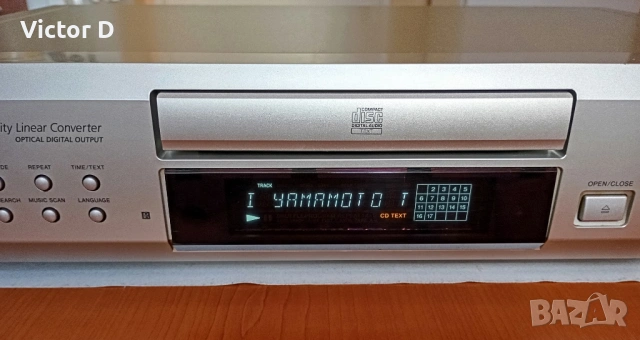 Victor D
ity Linear Converter
OPTICAL DIGITAL OUTPUT
COMPACT
disc
DIGITAL AUDIO
TEXT
REPEAT TIME/TEXT
MUSIC SCAN LANGUAGE
OPEN/CLOSE
TRACK
I YAMAMOTO T
CD TEXT
2 3 4 5
6 7 8 9 10
11 12 13 14 15
16 17
BAZAR